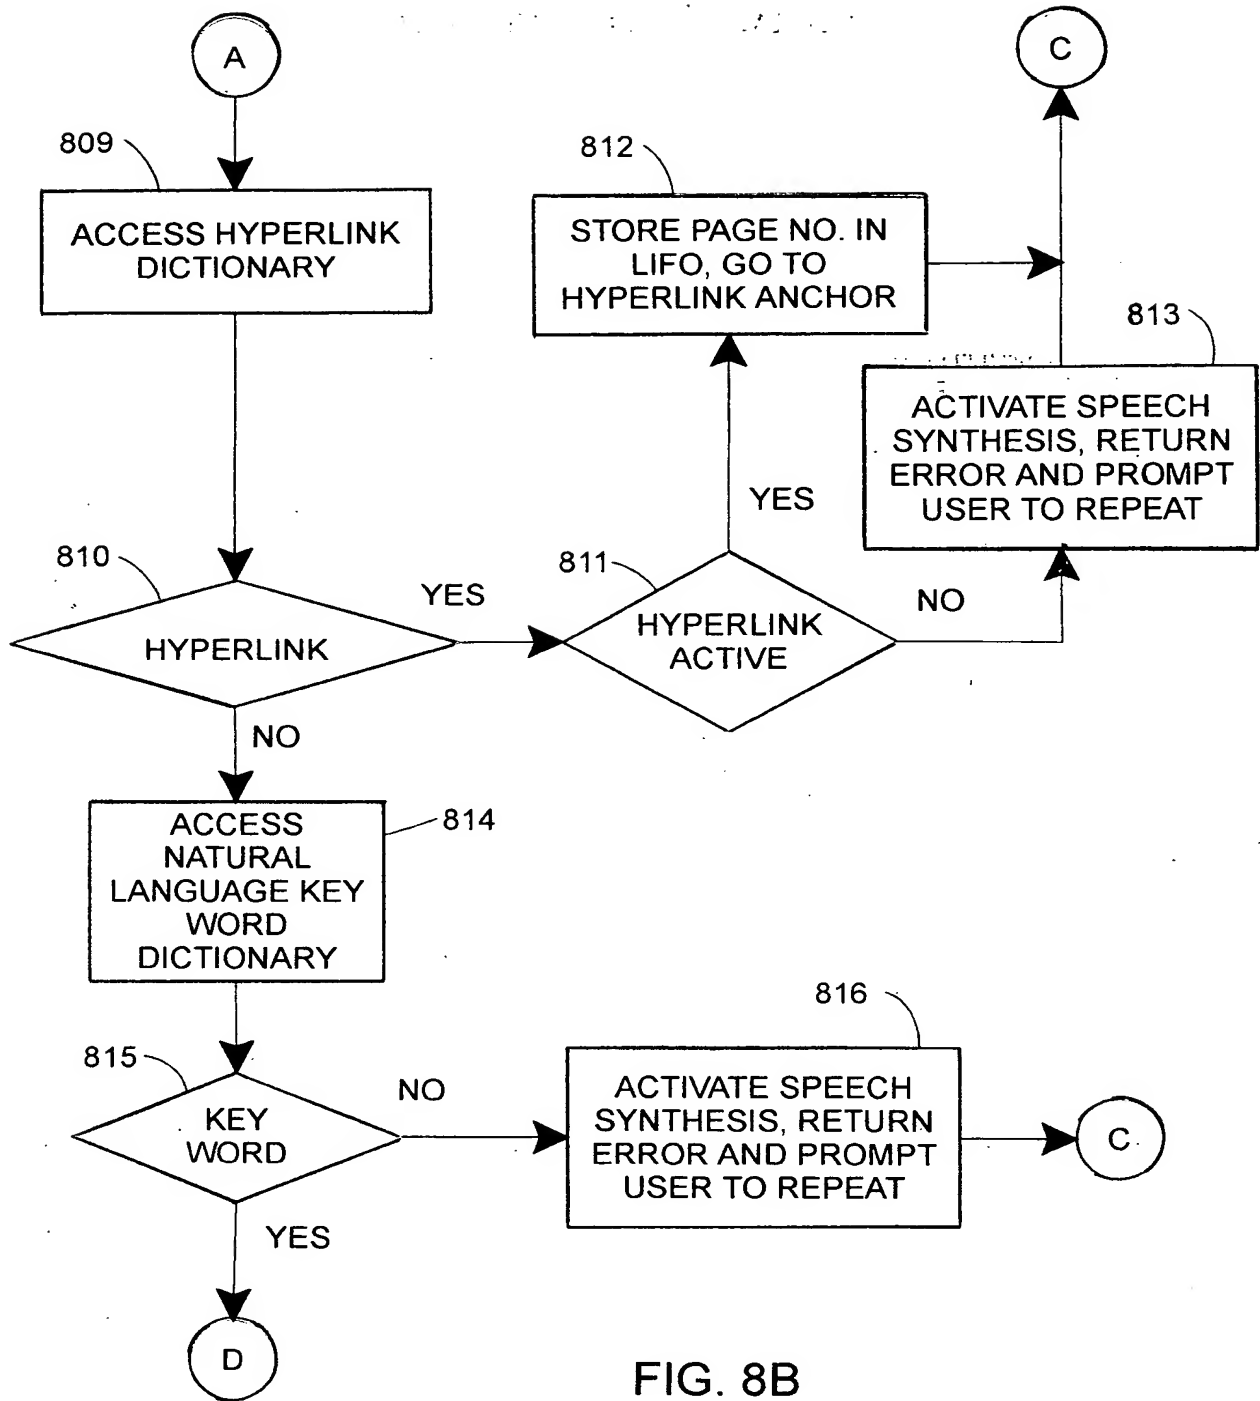 A
C
809
ACCESS HYPERLINK
DICTIONARY
812
STORE PAGE NO. IN
LIFO, GO TO
HYPERLINK ANCHOR
813
ACTIVATE SPEECH
SYNTHESIS, RETURN
ERROR AND PROMPT
USER TO REPEAT
YES
810
HYPERLINK
YES
811
HYPERLINK
ACTIVE
NO
NO
ACCESS
NATURAL
LANGUAGE KEY
WORD
DICTIONARY
814
815
KEY
WORD
NO
816
ACTIVATE SPEECH
SYNTHESIS, RETURN
ERROR AND PROMPT
USER TO REPEAT
C
YES
D
FIG. 8B